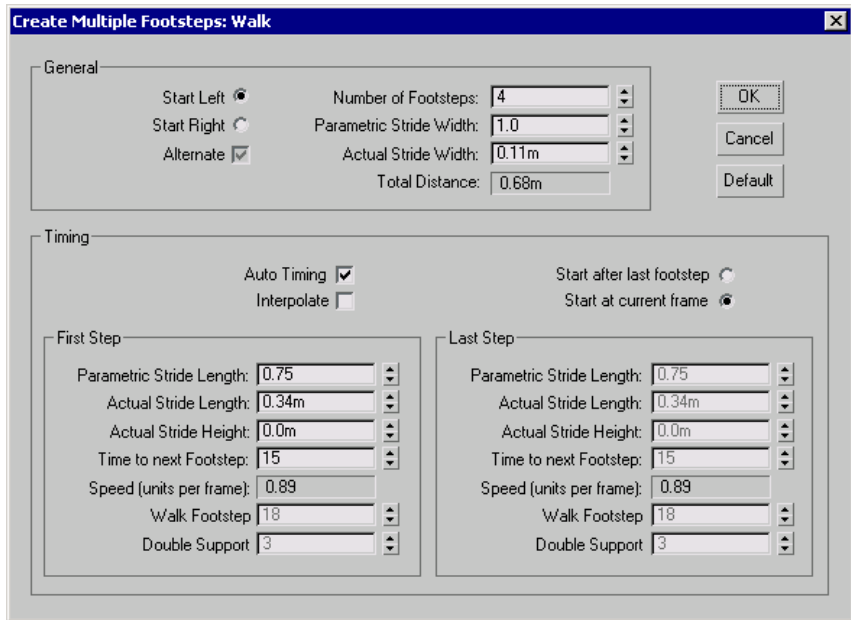 Create Multiple Footsteps: Walk
General
Start Left
Number of Footsteps: 4
OK
Start Right
Parametric Stride Width: 1.0
Cancel
Alternate
Actual Stride Width: 0.11m
Total Distance: 0.68m
Default
Timing
Auto Timing
Start after last footstep
Interpolate
Start at current frame
First Step
Parametric Stride Length: 0.75
Actual Stride Length: 0.34m
Actual Stride Height: 0.0m
Time to next Footstep: 15
Speed (units per frame): 0.89
Walk Footstep 18
Double Support 3
Last Step
Parametric Stride Length: 0.75
Actual Stride Length: 0.34m
Actual Stride Height: 0.0m
Time to next Footstep: 15
Speed (units per frame): 0.89
Walk Footstep 18
Double Support 3